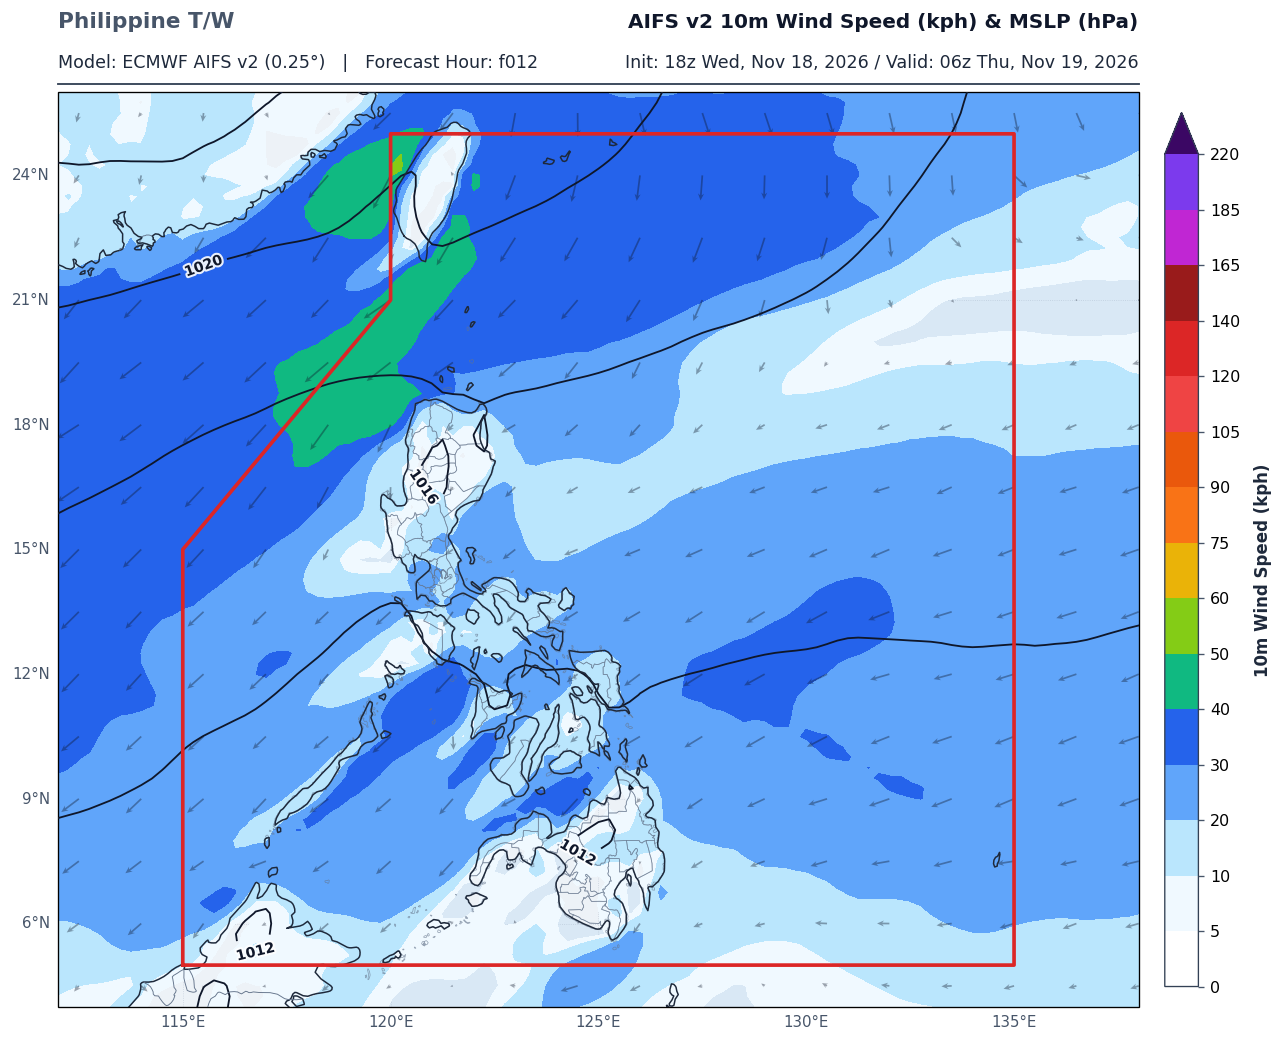 Philippine T/W
AIFS v2 10m Wind Speed (kph) & MSLP (hPa)
Model: ECMWF AIFS v2 (0.25°) | Forecast Hour: f012
Init: 18z Wed, Nov 18, 2026 / Valid: 06z Thu, Nov 19, 2026
24°N
21°N
18°N
15°N
12°N
9°N
6°N
1020
1016
1012
1012
115°E
120°E
125°E
130°E
135°E
220
185
165
140
120
105
90
75
60
50
40
30
20
10
5
0
10m Wind Speed (kph)